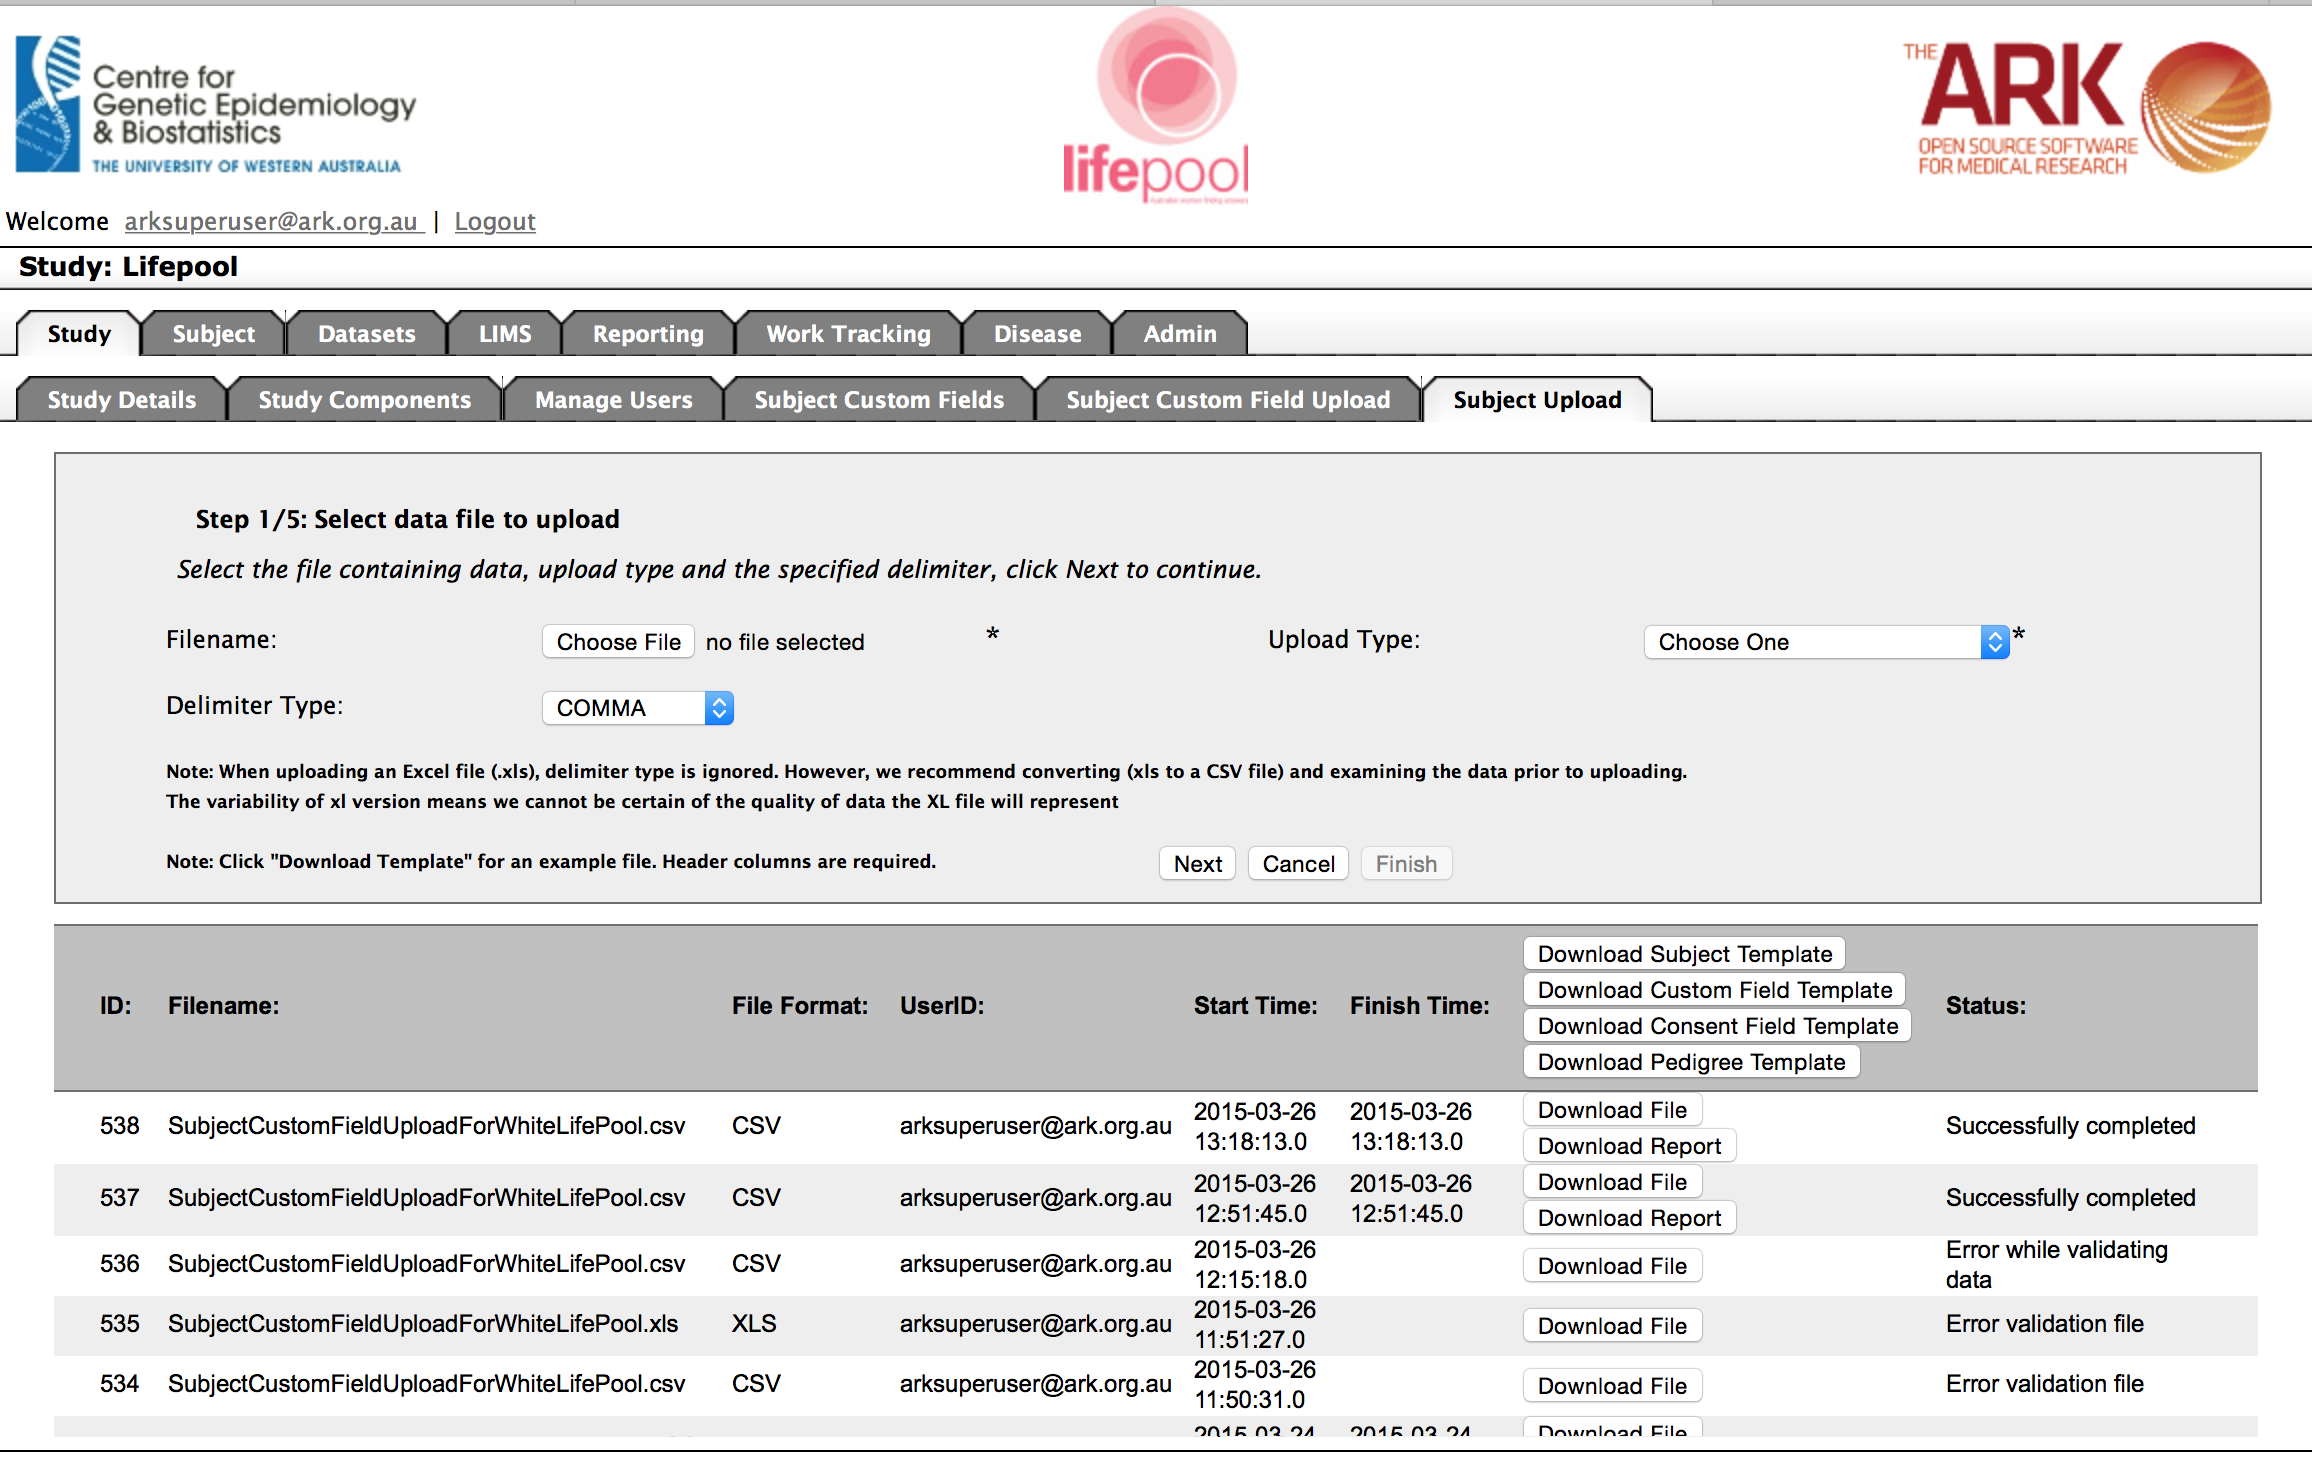 Centre for
Genetic Epidemiology
& Biostatistics
THE UNIVERSITY OF WESTERN AUSTRALIA
lifepool
THE
ARK
OPEN SOURCE SOFTWARE
FOR MEDICAL RESEARCH
Welcome arksuperuser@ark.org.au | Logout
Study: Lifepool
Study Subject Datasets LIMS Reporting Work Tracking Disease Admin
Study Details Study Components Manage Users Subject Custom Fields Subject Custom Field Upload Subject Upload
Step 1/5: Select data file to upload
Select the file containing data, upload type and the specified delimiter, click Next to continue.
Filename: Choose File no file selected * Upload Type: Choose One *
Delimiter Type: COMMA
Note: When uploading an Excel file (.xls), delimiter type is ignored. However, we recommend converting (xls to a CSV file) and examining the data prior to uploading.
The variability of xl version means we cannot be certain of the quality of data the XL file will represent
Note: Click "Download Template" for an example file. Header columns are required. Next Cancel Finish
ID: Filename: File Format: UserID: Start Time: Finish Time: Status:
Download Subject Template
Download Custom Field Template
Download Consent Field Template
Download Pedigree Template
538 SubjectCustomFieldUploadForWhiteLifePool.csv CSV arksuperuser@ark.org.au 2015-03-26 13:18:13.0 2015-03-26 13:18:13.0 Download File Download Report Successfully completed
537 SubjectCustomFieldUploadForWhiteLifePool.csv CSV arksuperuser@ark.org.au 2015-03-26 12:51:45.0 2015-03-26 12:51:45.0 Download File Download Report Successfully completed
536 SubjectCustomFieldUploadForWhiteLifePool.csv CSV arksuperuser@ark.org.au 2015-03-26 12:15:18.0 Download File Error while validating data
535 SubjectCustomFieldUploadForWhiteLifePool.xls XLS arksuperuser@ark.org.au 2015-03-26 11:51:27.0 Download File Error validation file
534 SubjectCustomFieldUploadForWhiteLifePool.csv CSV arksuperuser@ark.org.au 2015-03-26 11:50:31.0 Download File Error validation file
2015-03-24 2015-03-24 Download File